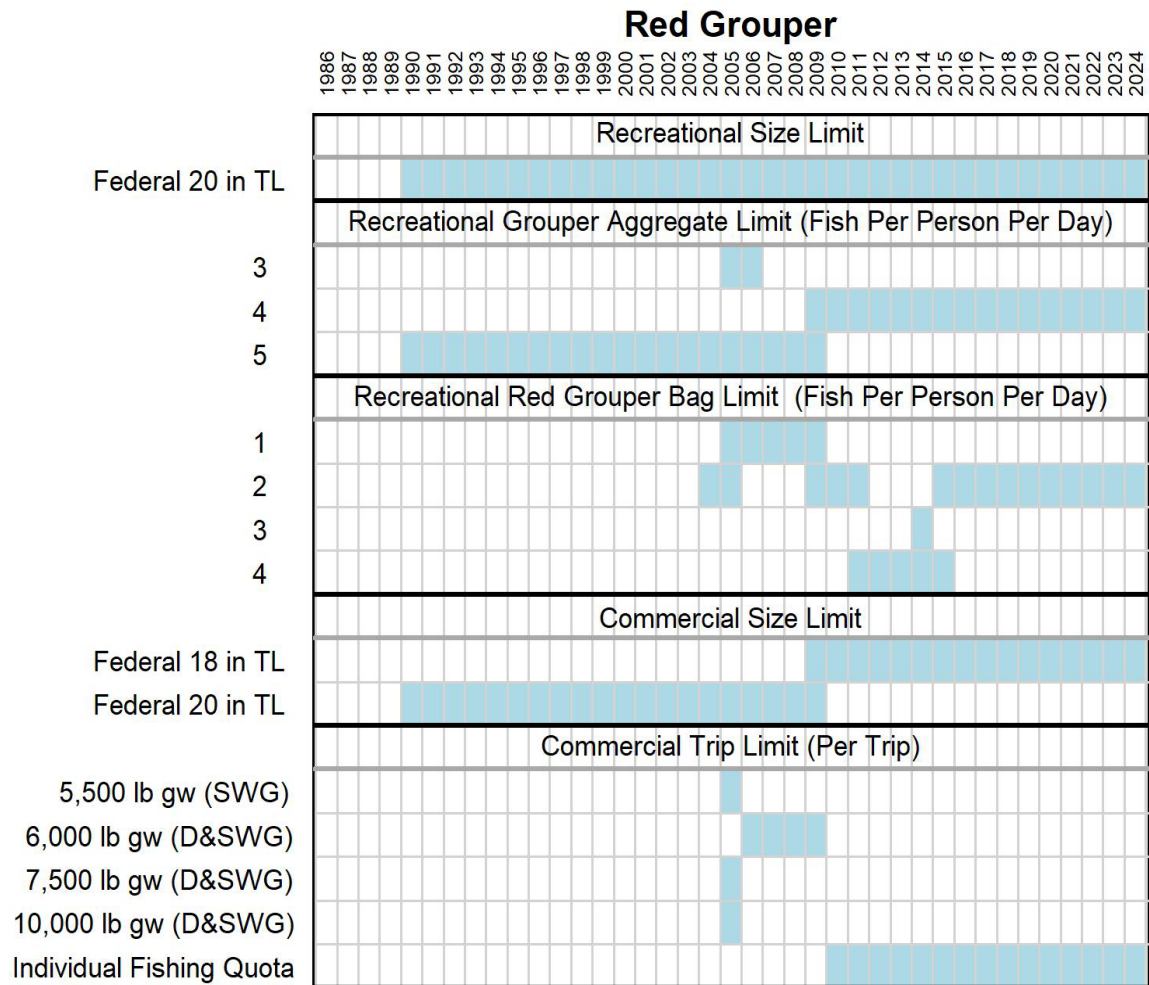 Red Grouper
1986 1987 1988 1989 1990 1991 1992 1993 1994 1995 1996 1997 1998 1999 2000 2001 2002 2003 2004 2005 2006 2007 2008 2009 2010 2011 2012 2013 2014 2015 2016 2017 2018 2019 2020 2021 2022 2023 2024
Recreational Size Limit
Federal 20 in TL
Recreational Grouper Aggregate Limit (Fish Per Person Per Day)
3
4
5
Recreational Red Grouper Bag Limit (Fish Per Person Per Day)
1
2
3
4
Commercial Size Limit
Federal 18 in TL
Federal 20 in TL
Commercial Trip Limit (Per Trip)
5,500 lb gw (SWG)
6,000 lb gw (D&SWG)
7,500 lb gw (D&SWG)
10,000 lb gw (D&SWG)
Individual Fishing Quota